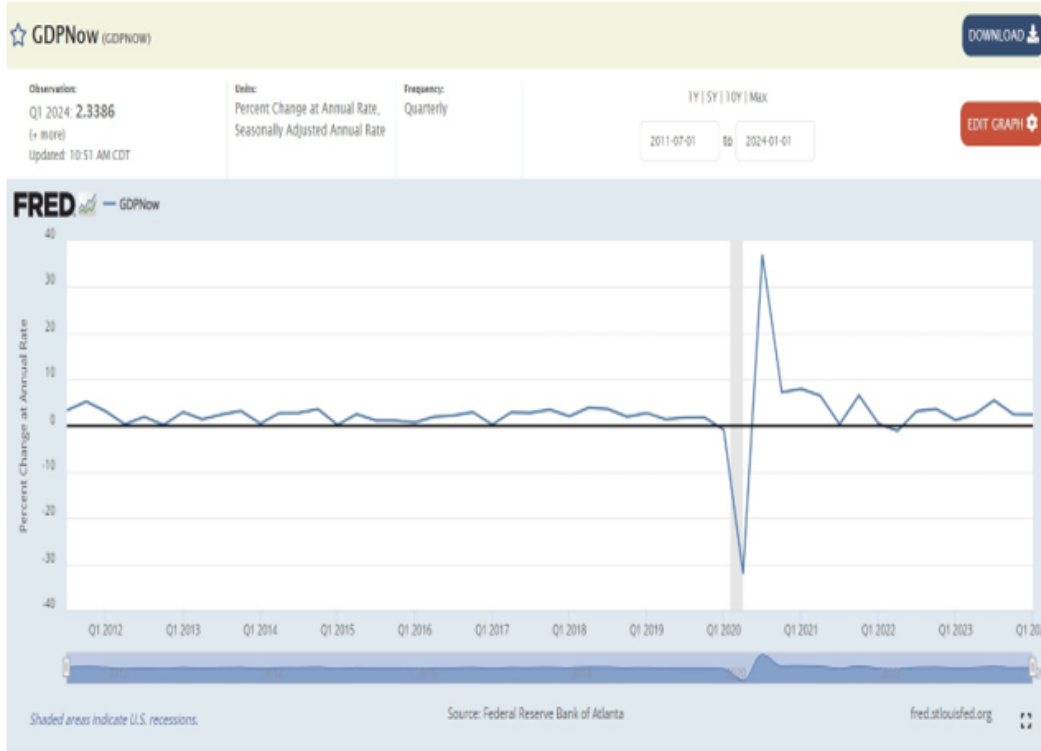 GDPNow (GDPNOW)
DOWNLOAD
Observation:
Q1 2024: 2.3386
(+ more)
Updated: 10:51 AM CDT
Units:
Percent Change at Annual Rate,
Seasonally Adjusted Annual Rate
Frequency:
Quarterly
1Y | 5Y | 10Y | Max
2011-07-01 to 2024-01-01
EDIT GRAPH
FRED — GDPNow
Percent Change at Annual Rate
40
30
20
10
0
-10
-20
-30
-40
Q1 2012 Q1 2013 Q1 2014 Q1 2015 Q1 2016 Q1 2017 Q1 2018 Q1 2019 Q1 2020 Q1 2021 Q1 2022 Q1 2023 Q1 20
Shaded areas indicate U.S. recessions.
Source: Federal Reserve Bank of Atlanta
fred.stlouisfed.org